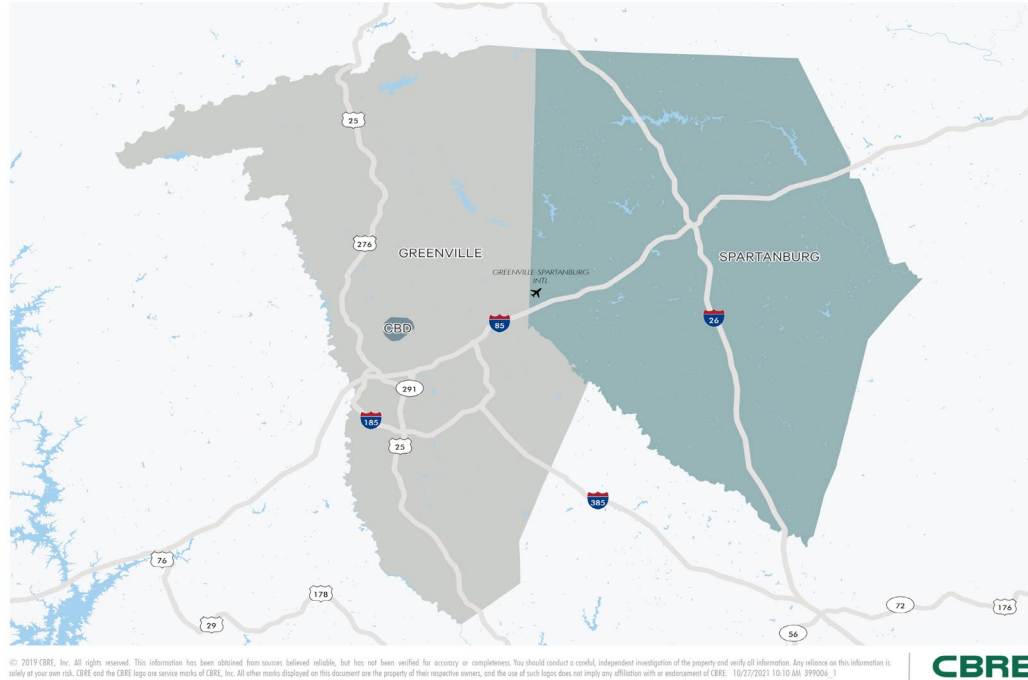 25
276
GREENVILLE
SPARTANBURG
GREENVILLE SPARTANBURG
INTL
CBD
85
26
291
185
25
385
76
178
29
72
176
56
© 2019 CBRE, Inc. All rights reserved. This information has been obtained from sources believed reliable, but has not been verified for accuracy or completeness. You should conduct a careful, independent investigation of the property and verify all information. Any reliance on this information is
solely at your own risk. CBRE and the CBRE logo are service marks of CBRE, Inc. All other marks displayed on this document are the property of their respective owners, and the use of such logos does not imply any affiliation with or endorsement of CBRE. 10/27/2021 10:10 AM 399006_1
CBRE